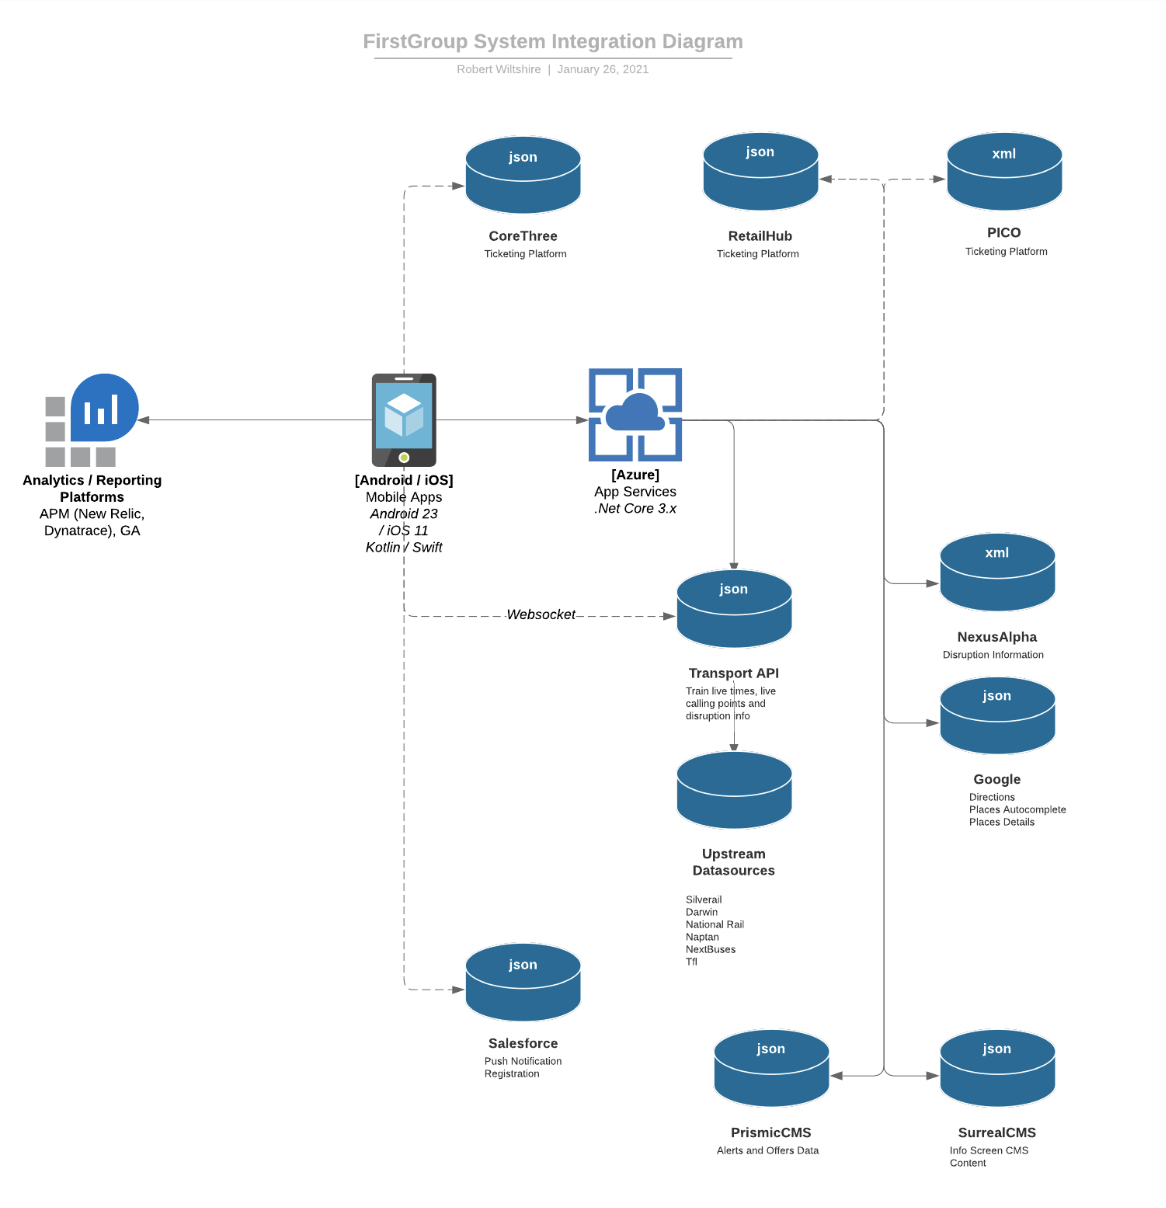 FirstGroup System Integration Diagram
Robert Wiltshire | January 26, 2021
json
CoreThree
Ticketing Platform
json
RetailHub
Ticketing Platform
xml
PICO
Ticketing Platform
Analytics / Reporting
Platforms
APM (New Relic,
Dynatrace), GA
[Android / iOS]
Mobile Apps
Android 23
/ iOS 11
Kotlin / Swift
[Azure]
App Services
.Net Core 3.x
Websocket
json
Transport API
Train live times, live
calling points and
disruption info
xml
NexusAlpha
Disruption Information
json
Google
Directions
Places Autocomplete
Places Details
Upstream
Datasources
Silverail
Darwin
National Rail
Naptan
NextBuses
Tfl
json
Salesforce
Push Notification
Registration
json
PrismicCMS
Alerts and Offers Data
json
SurrealCMS
Info Screen CMS
Content